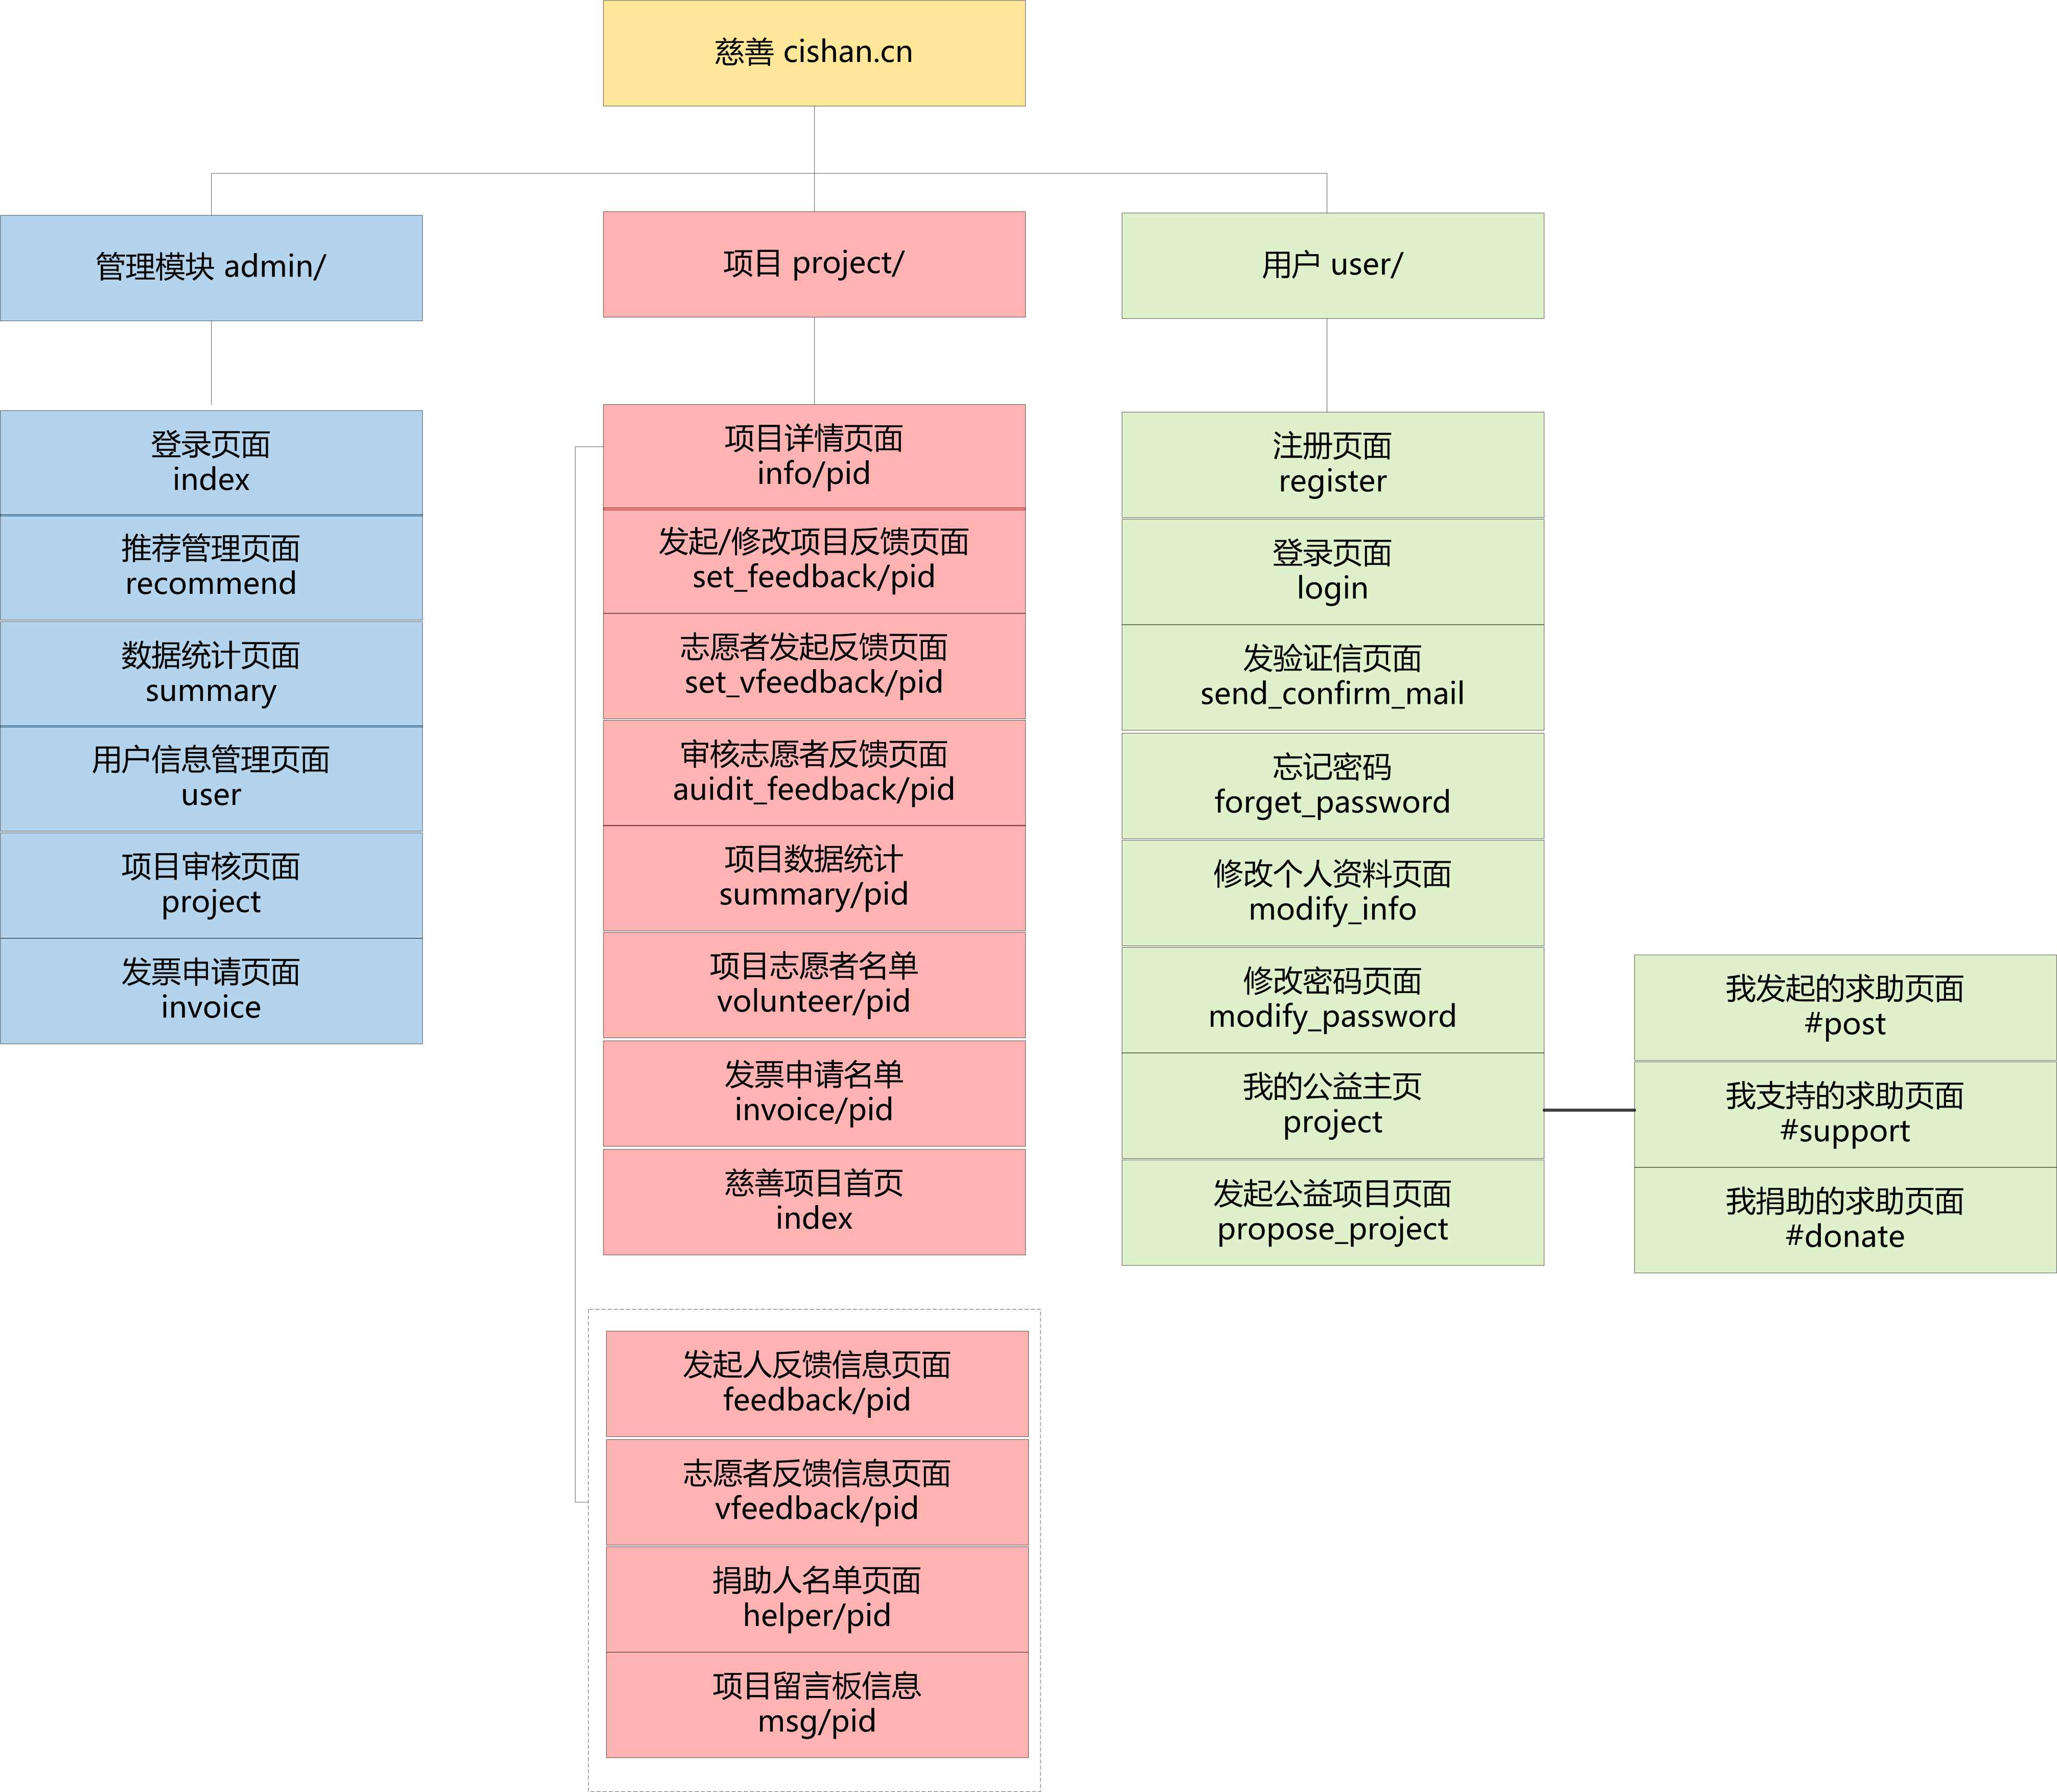 慈善 cishan.cn
管理模块 admin/
项目 project/
用户 user/
登录页面
index
推荐管理页面
recommend
数据统计页面
summary
用户信息管理页面
user
项目审核页面
project
发票申请页面
invoice
项目详情页面
info/pid
发起/修改项目反馈页面
set_feedback/pid
志愿者发起反馈页面
set_vfeedback/pid
审核志愿者反馈页面
auidit_feedback/pid
项目数据统计
summary/pid
项目志愿者名单
volunteer/pid
发票申请名单
invoice/pid
慈善项目首页
index
发起人反馈信息页面
feedback/pid
志愿者反馈信息页面
vfeedback/pid
捐助人名单页面
helper/pid
项目留言板信息
msg/pid
注册页面
register
登录页面
login
发验证信页面
send_confirm_mail
忘记密码
forget_password
修改个人资料页面
modify_info
修改密码页面
modify_password
我的公益主页
project
发起公益项目页面
propose_project
我发起的求助页面
#post
我支持的求助页面
#support
我捐助的求助页面
#donate